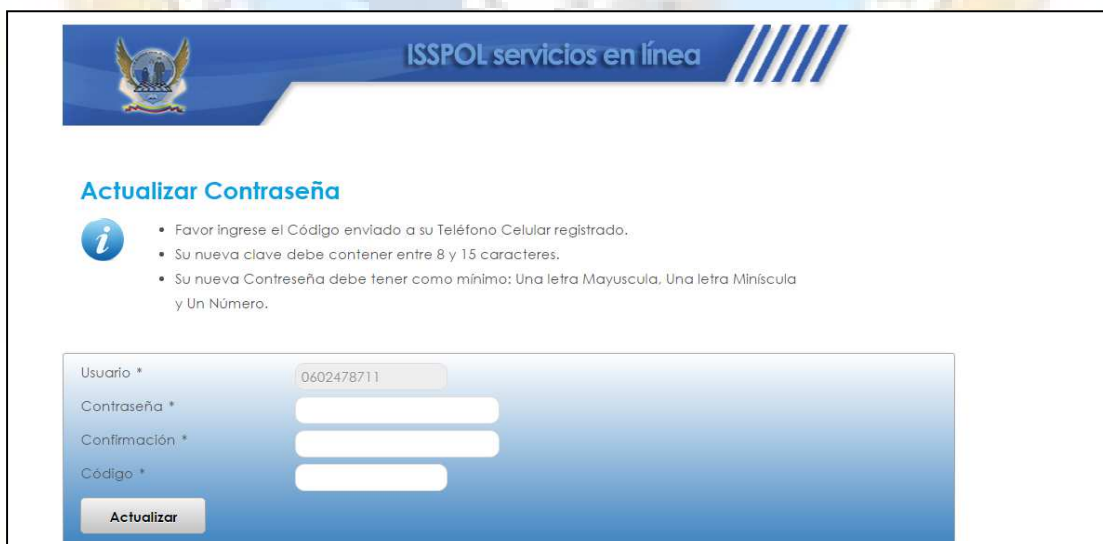 ISSPOL servicios en línea
Actualizar Contraseña
• Favor ingrese el Código enviado a su Teléfono Celular registrado.
• Su nueva clave debe contener entre 8 y 15 caracteres.
• Su nueva Contreseña debe tener como mínimo: Una letra Mayuscula, Una letra Miníscula
y Un Número.
Usuario * 0602478711
Contraseña *
Confirmación *
Código *
Actualizar